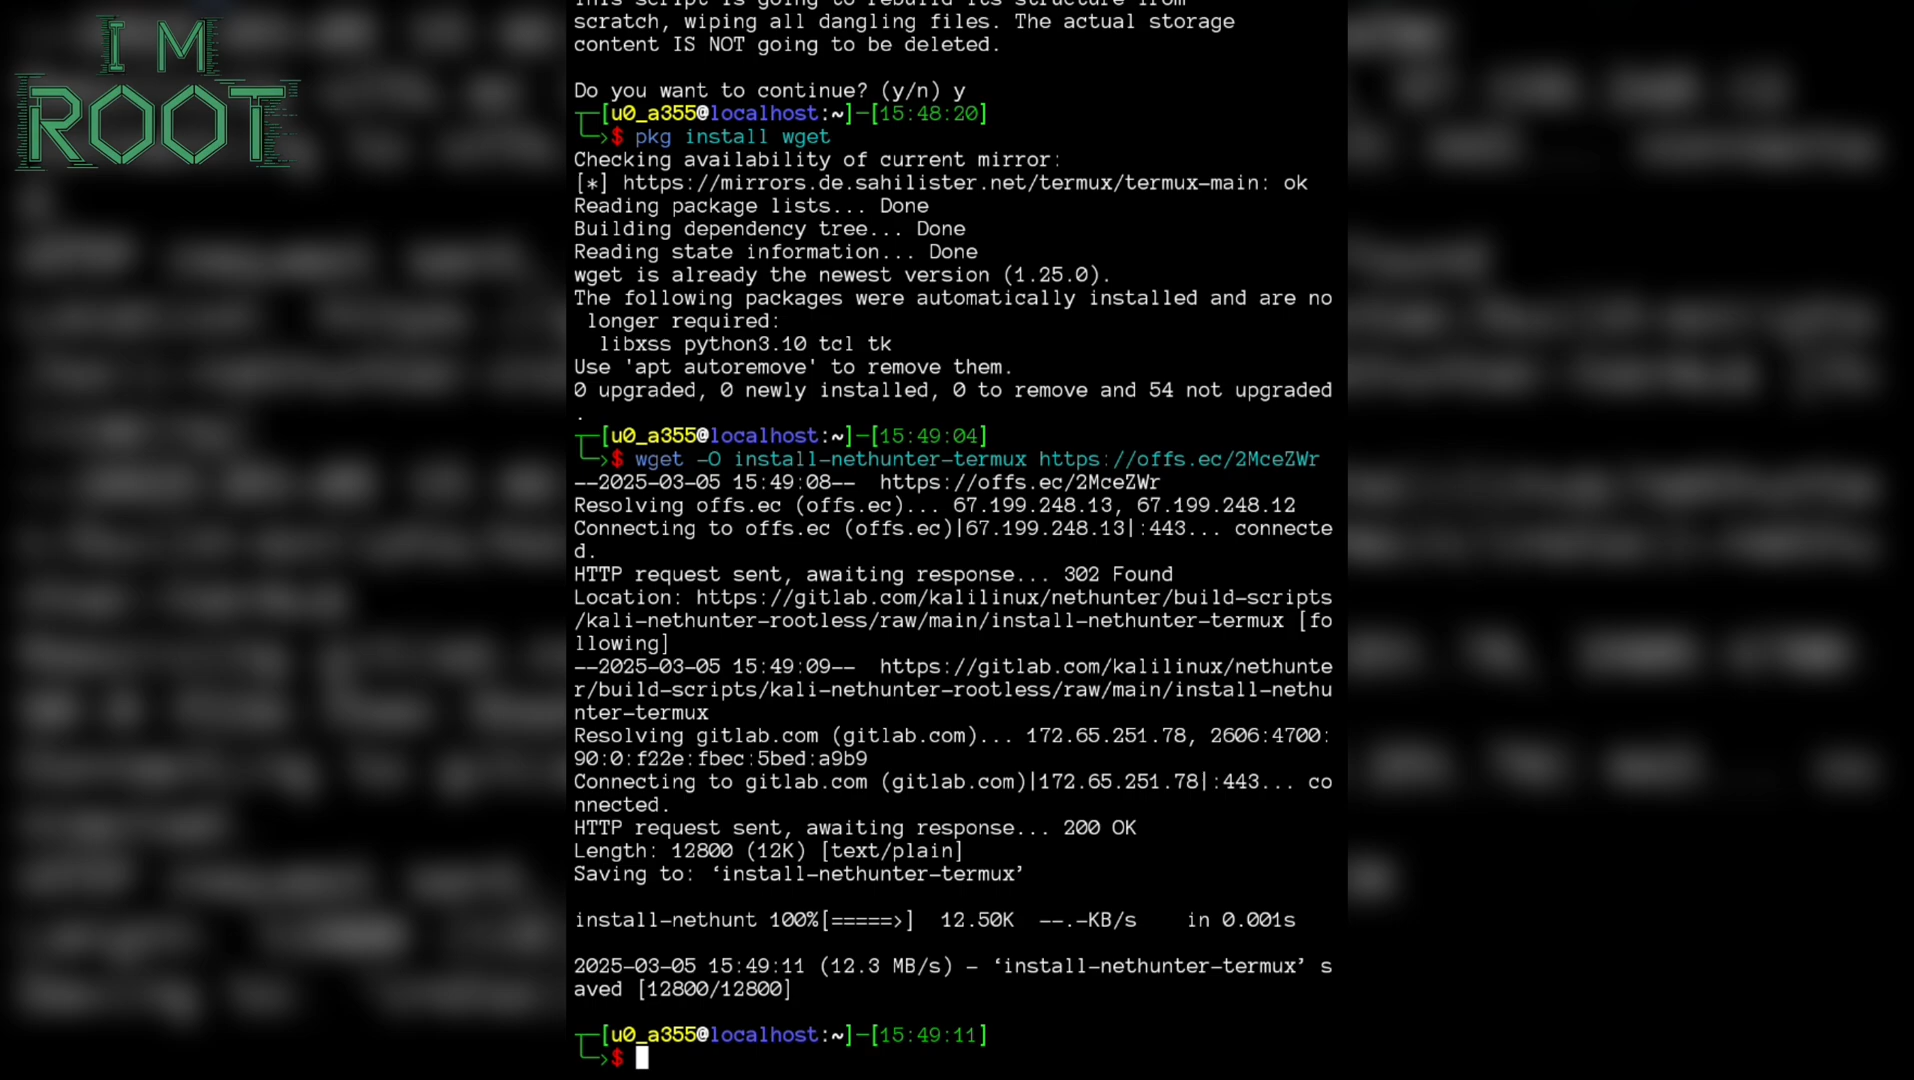 I M
ROOT
This script is going to rebuild its structure from
scratch, wiping all dangling files. The actual storage
content IS NOT going to be deleted.
Do you want to continue? (y/n) y
┬─[u0_a355@localhost:~]─[15:48:20]
╰─>$ pkg install wget
Checking availability of current mirror:
[*] https://mirrors.de.sahilister.net/termux/termux-main: ok
Reading package lists... Done
Building dependency tree... Done
Reading state information... Done
wget is already the newest version (1.25.0).
The following packages were automatically installed and are no
longer required:
libxss python3.10 tcl tk
Use 'apt autoremove' to remove them.
0 upgraded, 0 newly installed, 0 to remove and 54 not upgraded
.
┬─[u0_a355@localhost:~]─[15:49:04]
╰─>$ wget -O install-nethunter-termux https://offs.ec/2MceZWr
--2025-03-05 15:49:08--  https://offs.ec/2MceZWr
Resolving offs.ec (offs.ec)... 67.199.248.13, 67.199.248.12
Connecting to offs.ec (offs.ec)|67.199.248.13|:443... connecte
d.
HTTP request sent, awaiting response... 302 Found
Location: https://gitlab.com/kalilinux/nethunter/build-scripts
/kali-nethunter-rootless/raw/main/install-nethunter-termux [fo
llowing]
--2025-03-05 15:49:09--  https://gitlab.com/kalilinux/nethunte
r/build-scripts/kali-nethunter-rootless/raw/main/install-nethu
nter-termux
Resolving gitlab.com (gitlab.com)... 172.65.251.78, 2606:4700:
90:0:f22e:fbec:5bed:a9b9
Connecting to gitlab.com (gitlab.com)|172.65.251.78|:443... co
nnected.
HTTP request sent, awaiting response... 200 OK
Length: 12800 (12K) [text/plain]
Saving to: ‘install-nethunter-termux’
install-nethunt 100%[=====>]  12.50K  --.-KB/s    in 0.001s
2025-03-05 15:49:11 (12.3 MB/s) - ‘install-nethunter-termux’ s
aved [12800/12800]
┬─[u0_a355@localhost:~]─[15:49:11]
╰─>$